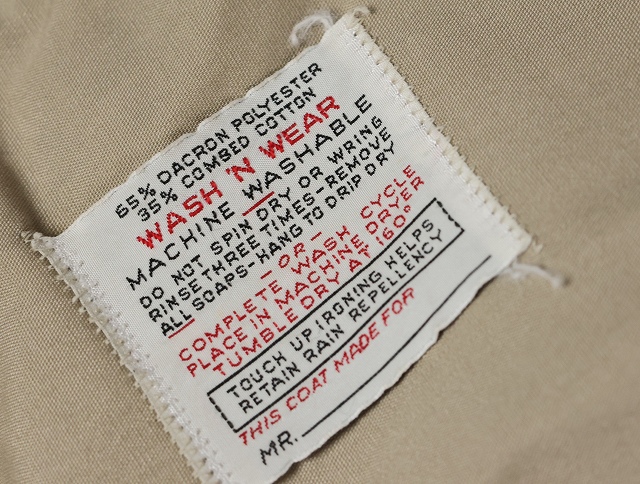 65% DACRON POLYESTER
35% COMBED COTTON
WASH 'N WEAR
MACHINE WASHABLE
DO NOT SPIN DRY OR WRING
RINSE THREE TIMES-REMOVE
ALL SOAPS-HANG TO DRIP DRY
-OR-
COMPLETE WASH CYCLE
PLACE IN MACHINE DRYER
TUMBLE DRY AT 160°
TOUCH UP IRONING HELPS
RETAIN RAIN REPELLENCY
THIS COAT MADE FOR
MR.